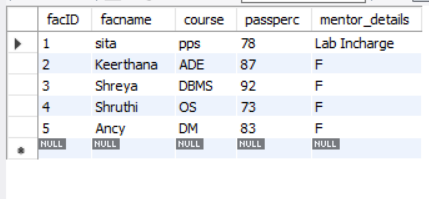 facID facname course passperc mentor_details
1 sita pps 78 Lab Incharge
2 Keerthana ADE 87 F
3 Shreya DBMS 92 F
4 Shruthi OS 73 F
5 Ancy DM 83 F
NULL NULL NULL NULL NULL